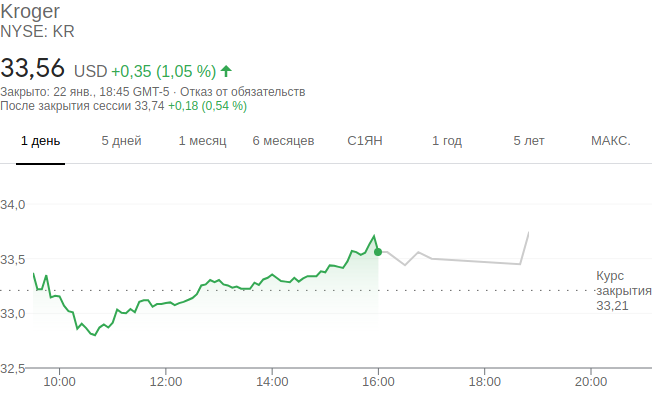 Kroger
NYSE: KR
33,56 USD +0,35 (1,05 %)
Закрыто: 22 янв., 18:45 GMT-5 · Отказ от обязательств
После закрытия сессии 33,74 +0,18 (0,54 %)
1 день 5 дней 1 месяц 6 месяцев С1ЯН 1 год 5 лет МАКС.
34,0
33,5
Курс
закрытия
33,21
33,0
32,5
10:00 12:00 14:00 16:00 18:00 20:00